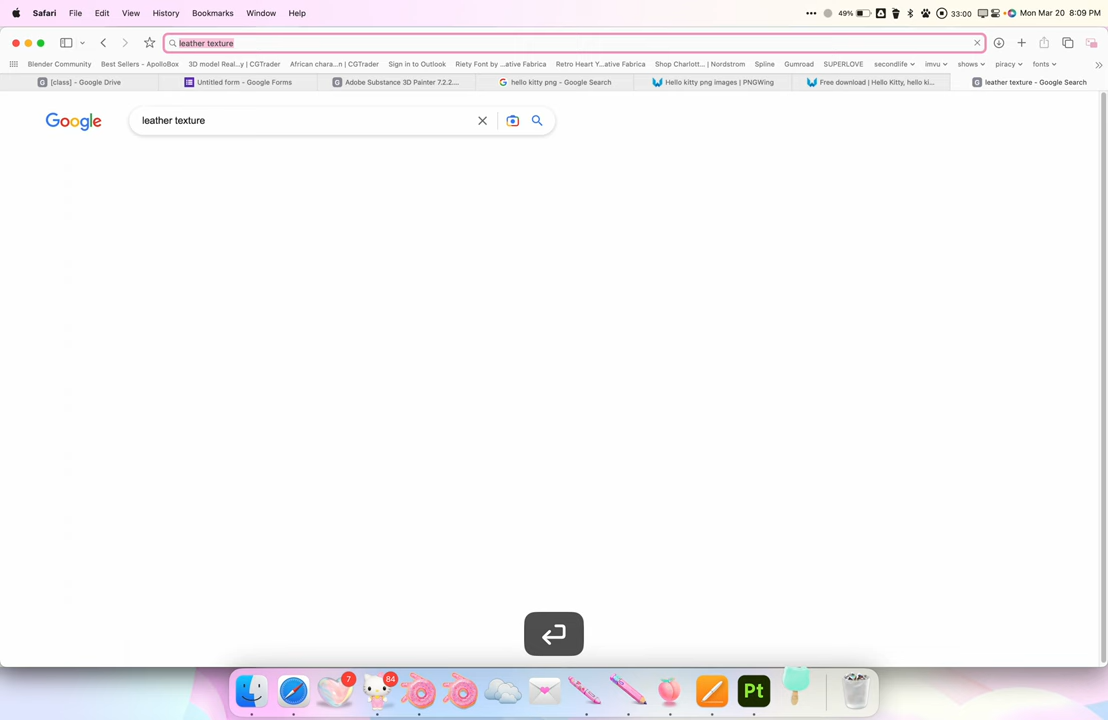 Safari File Edit View History Bookmarks Window Help 49% 33:00 Mon Mar 20 8:09 PM
leather texture
Blender Community Best Sellers - ApolloBox 3D model Real...y | CGTrader African chara...n | CGTrader Sign in to Outlook Riety Font by ...ative Fabrica Retro Heart Y...ative Fabrica Shop Charlott... | Nordstrom Spline Gumroad SUPERLOVE secondlife imvu shows piracy fonts
[class] - Google Drive Untitled form - Google Forms Adobe Substance 3D Painter 7.2.2.... hello kitty png - Google Search Hello kitty png images | PNGWing Free download | Hello Kitty, hello ki... leather texture - Google Search
Google leather texture
7 84 Pt